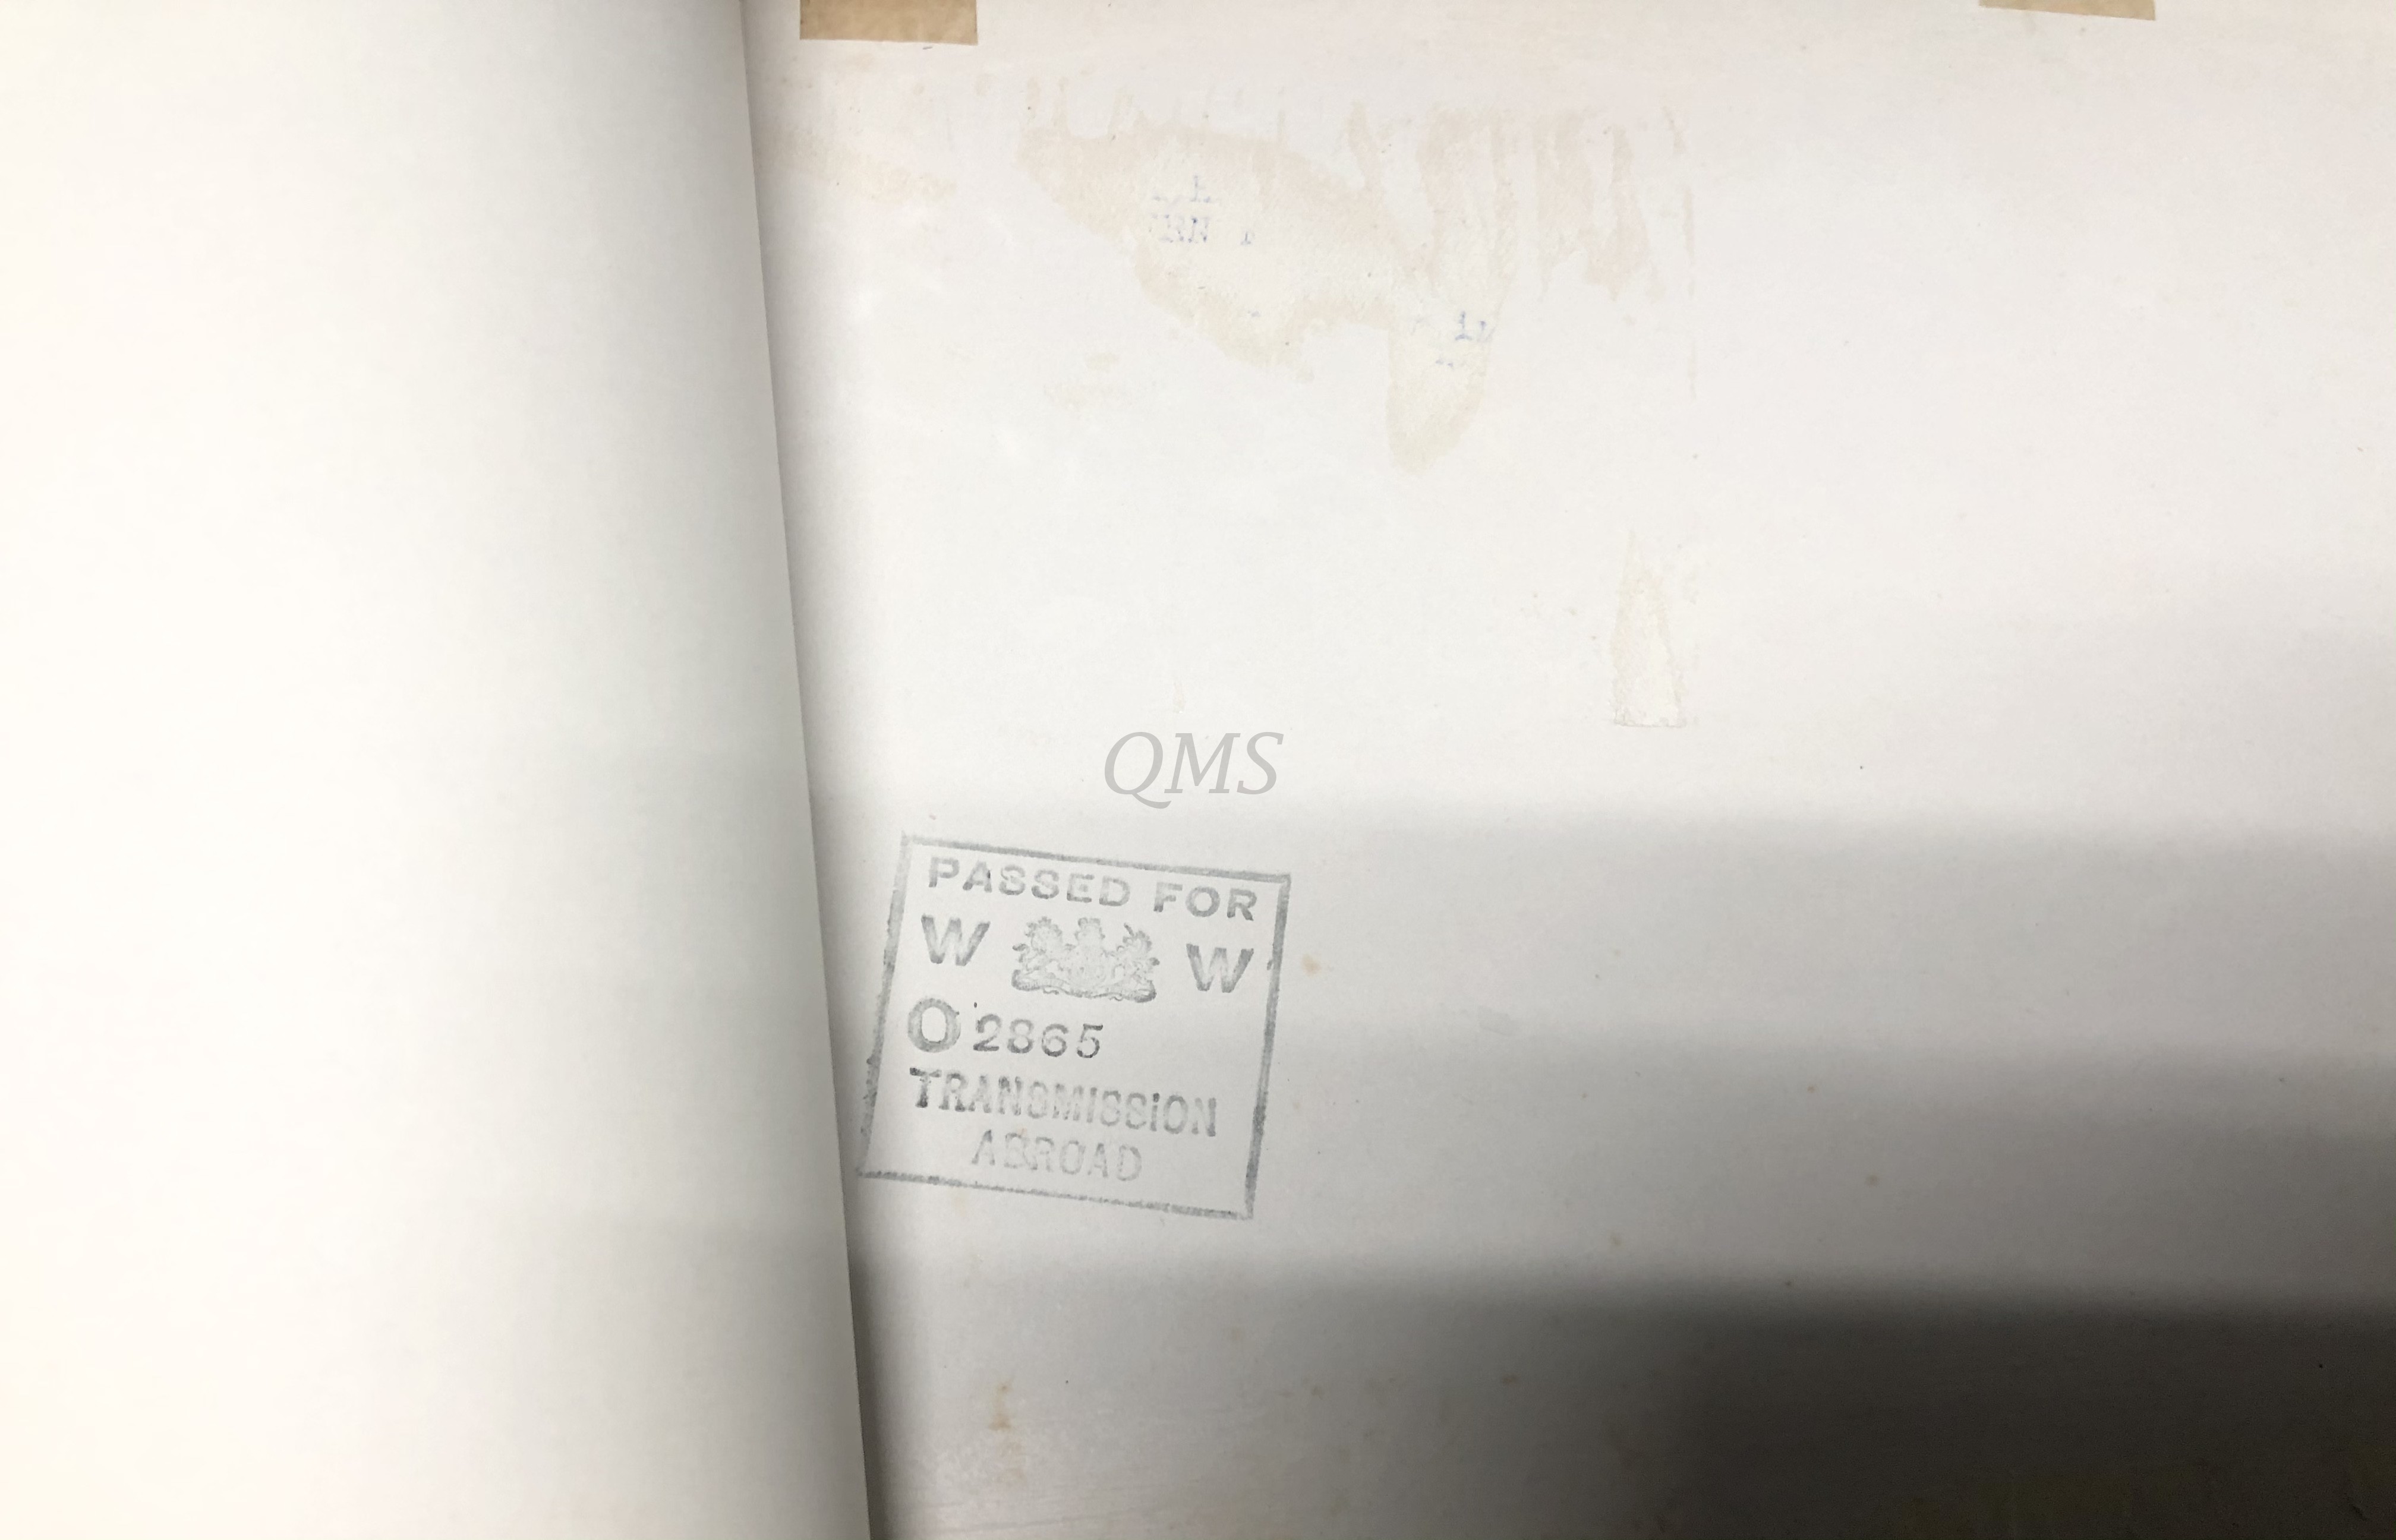 QMS
PASSED FOR
W W
O 2865
TRANSMISSION
ABROAD